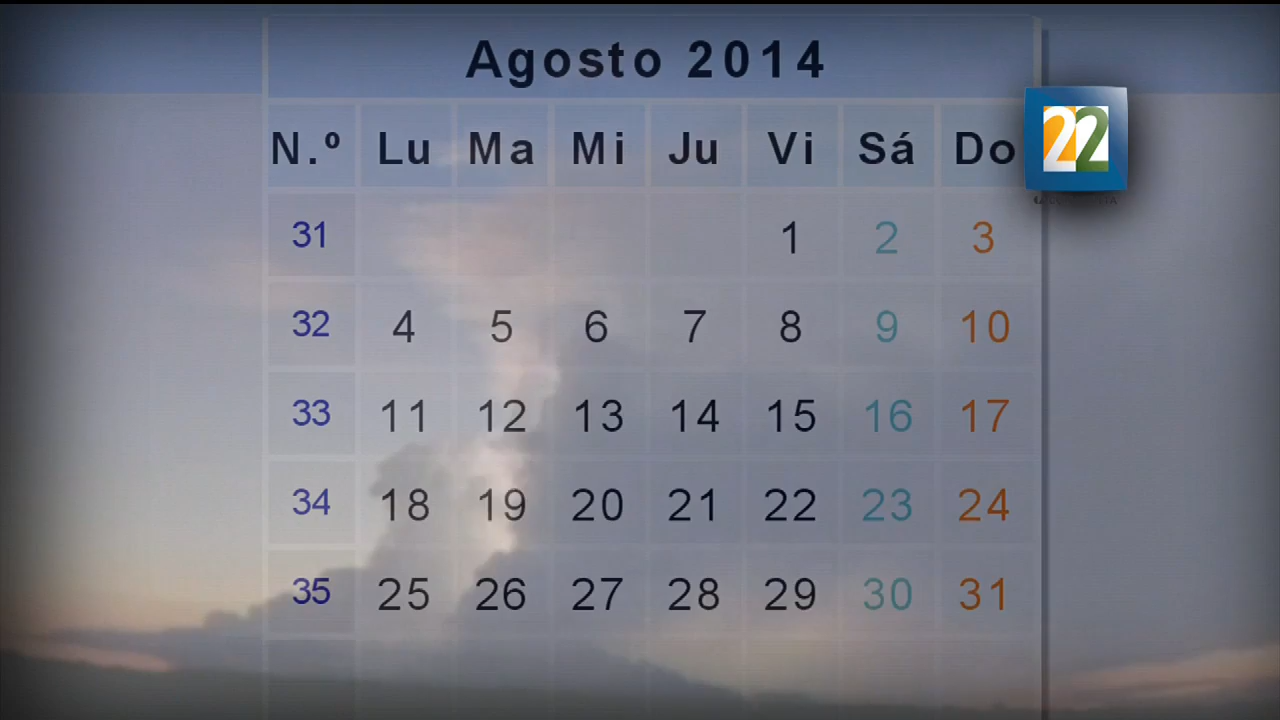 Agosto 2014
N.º Lu Ma Mi Ju Vi Sá Do
22
31 1 2 3
32 4 5 6 7 8 9 10
33 11 12 13 14 15 16 17
34 18 19 20 21 22 23 24
35 25 26 27 28 29 30 31